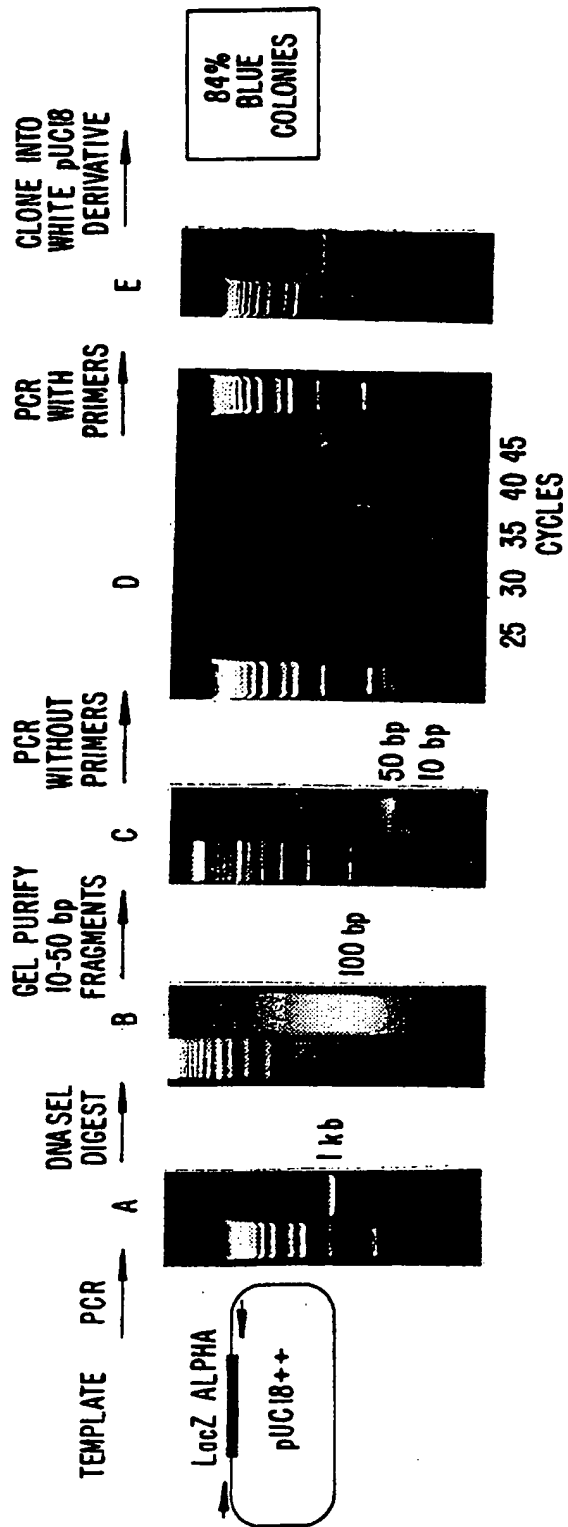 TEMPLATE
PCR
A
DNASEL
DIGEST
B
GEL PURIFY
10-50 bp
FRAGMENTS
C
PCR
WITHOUT
PRIMERS
D
PCR
WITH
PRIMERS
E
CLONE INTO
WHITE pUC18
DERIVATIVE
LacZ ALPHA
pUC18++
1 kb
100 bp
50 bp
10 bp
25 30 35 40 45
CYCLES
84%
BLUE
COLONIES